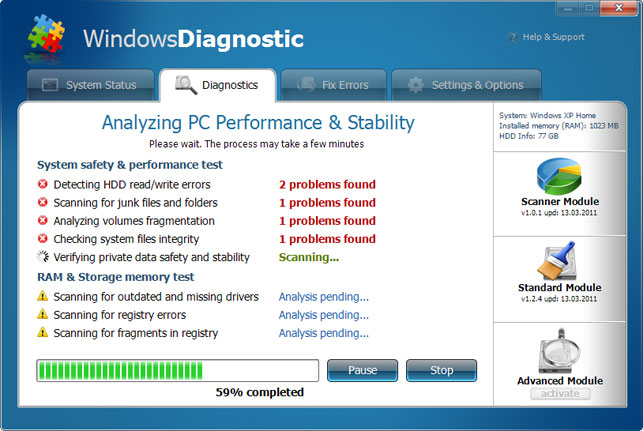 WindowsDiagnostic
Help & Support
System Status
Diagnostics
Fix Errors
Settings & Options
Analyzing PC Performance & Stability
Please wait. The process may take a few minutes
System safety & performance test
Detecting HDD read/write errors 2 problems found
Scanning for junk files and folders 1 problems found
Analyzing volumes fragmentation 1 problems found
Checking system files integrity 1 problems found
Verifying private data safety and stability Scanning...
RAM & Storage memory test
Scanning for outdated and missing drivers Analysis pending...
Scanning for registry errors Analysis pending...
Scanning for fragments in registry Analysis pending...
Pause
Stop
59% completed
System: Windows XP Home
Installed memory (RAM): 1023 MB
HDD Info: 77 GB
Scanner Module
v1.0.1 upd: 13.03.2011
Standard Module
v1.2.4 upd: 13.03.2011
Advanced Module
activate